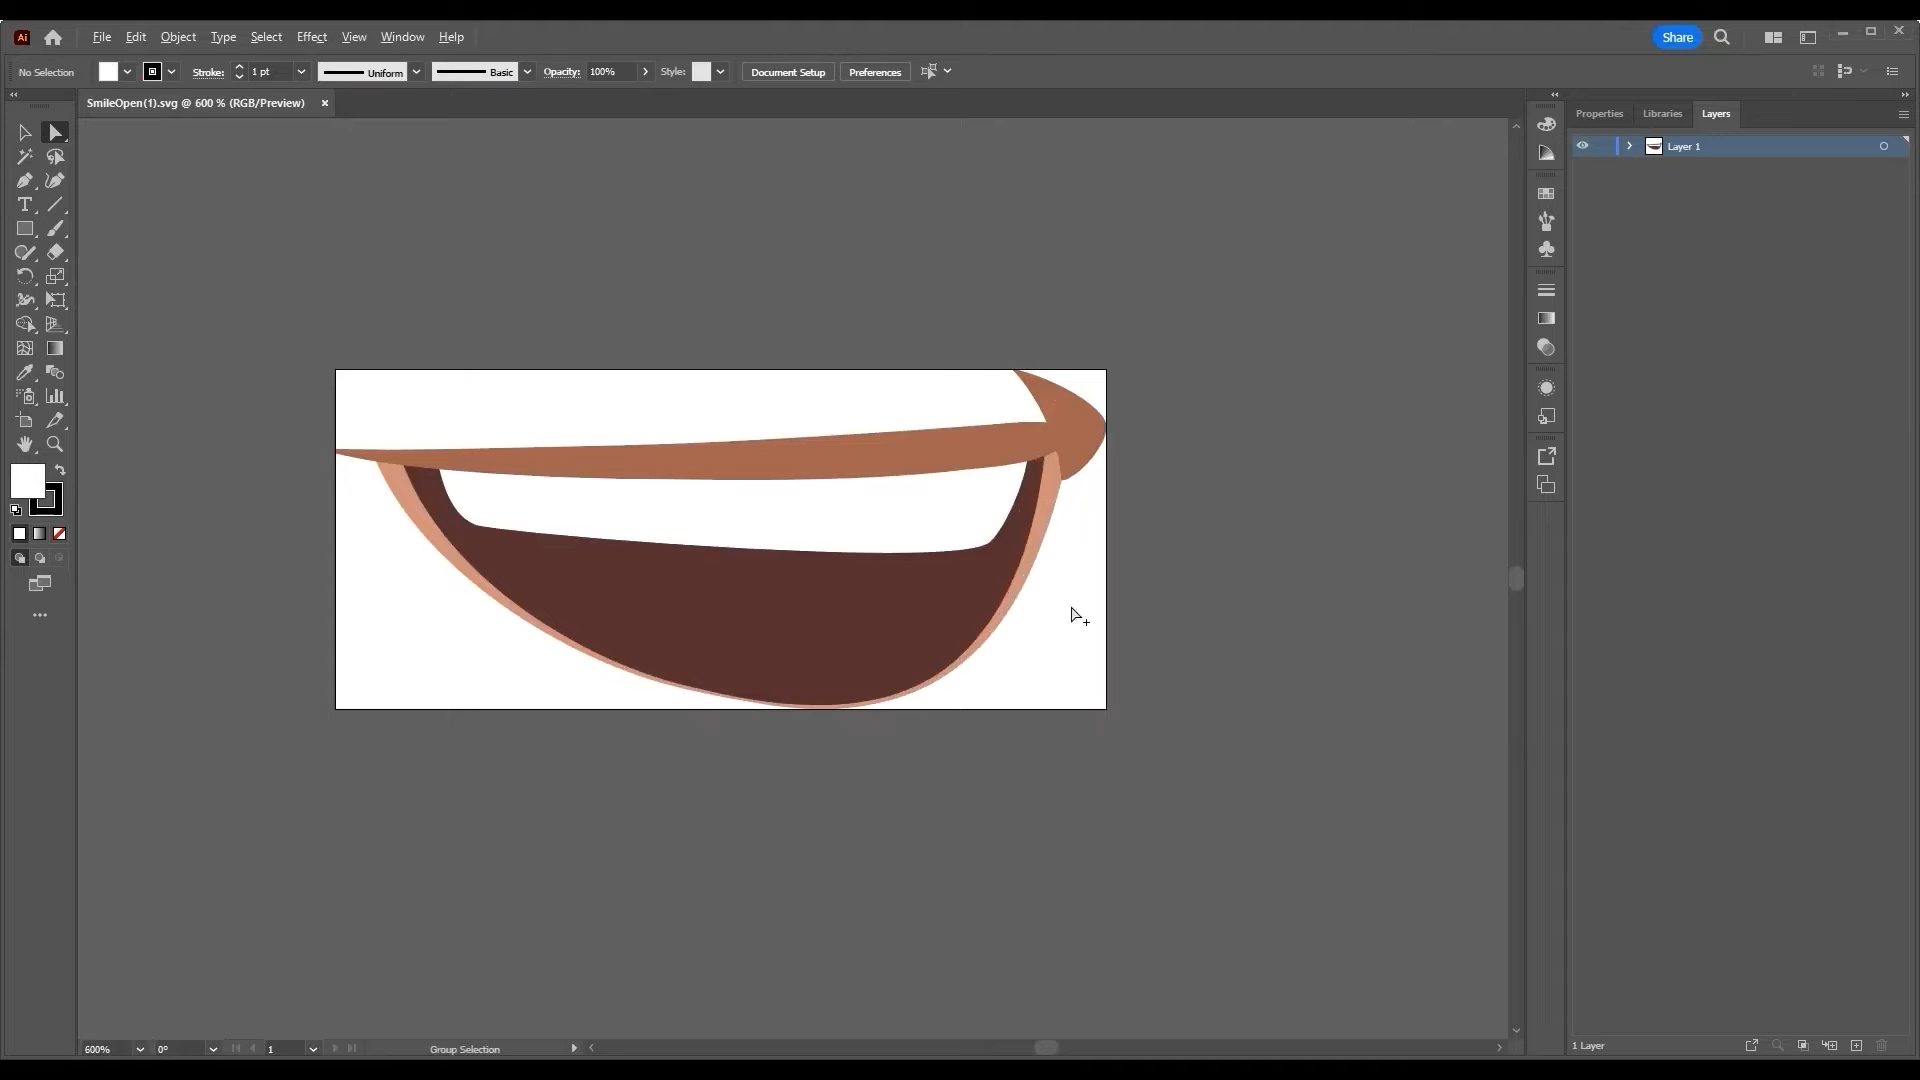 Ai File Edit Object Type Select Effect View Window Help Share
No Selection Stroke: 1 pt Uniform Basic Opacity: 100% Style: Document Setup Preferences
SmileOpen(1).svg @ 600 % (RGB/Preview) ×
Properties Libraries Layers
Layer 1
600% 0° 1 Group Selection
1 Layer